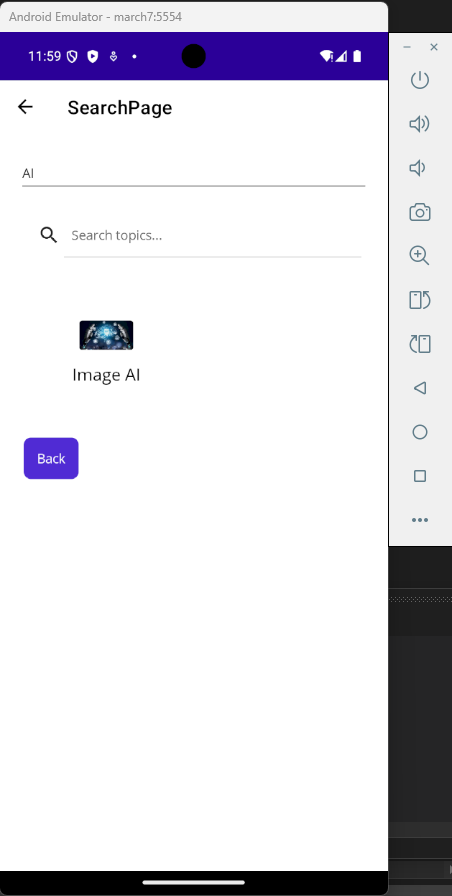 Android Emulator - march7:5554
11:59
SearchPage
AI
Search topics...
Image AI
Back